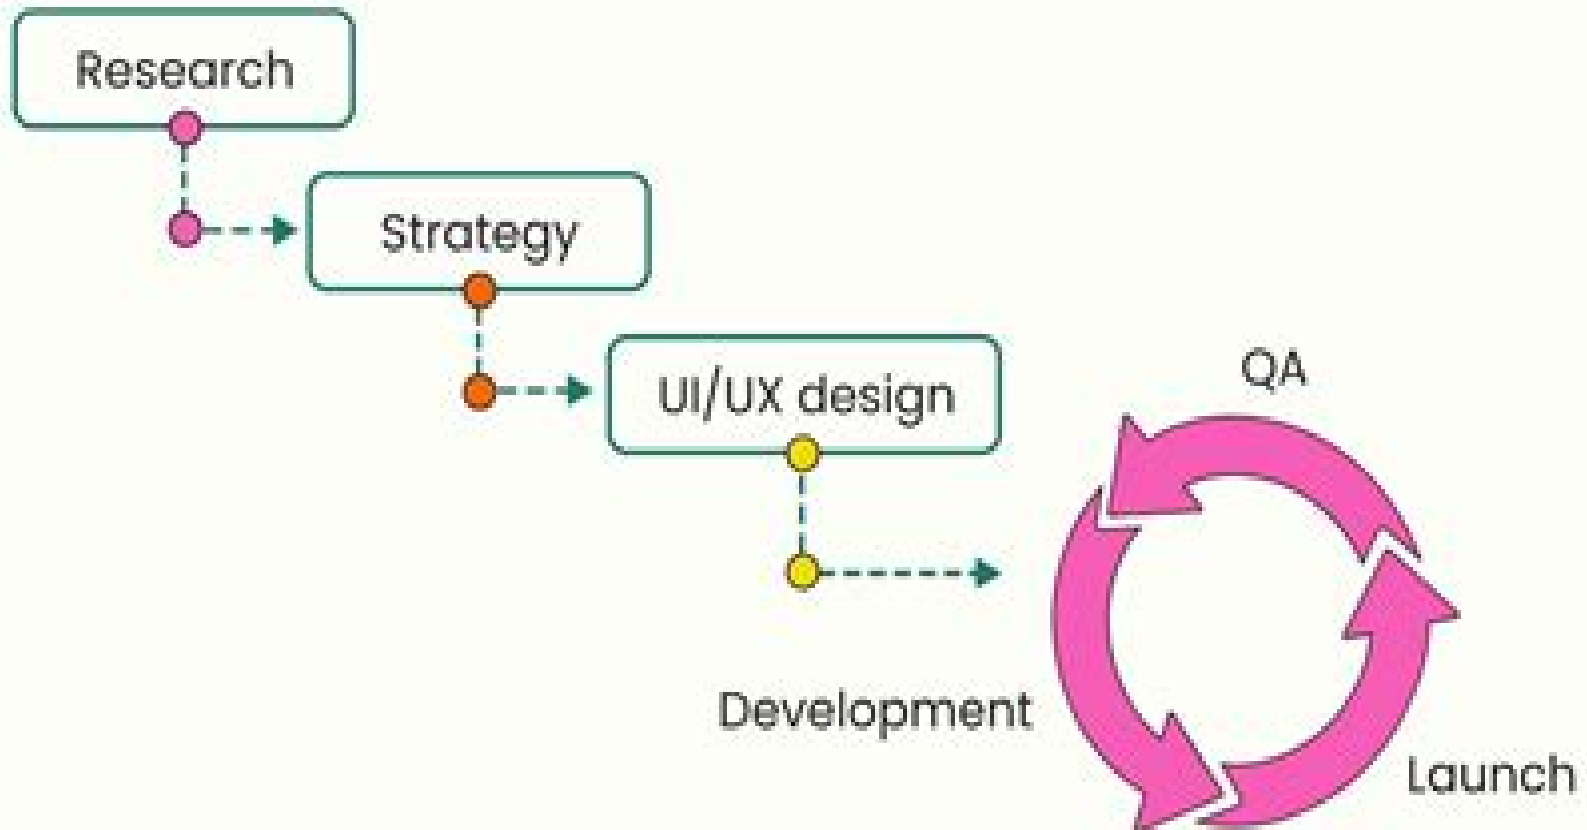 Research
Strategy
UI/UX design
QA
Development
Launch